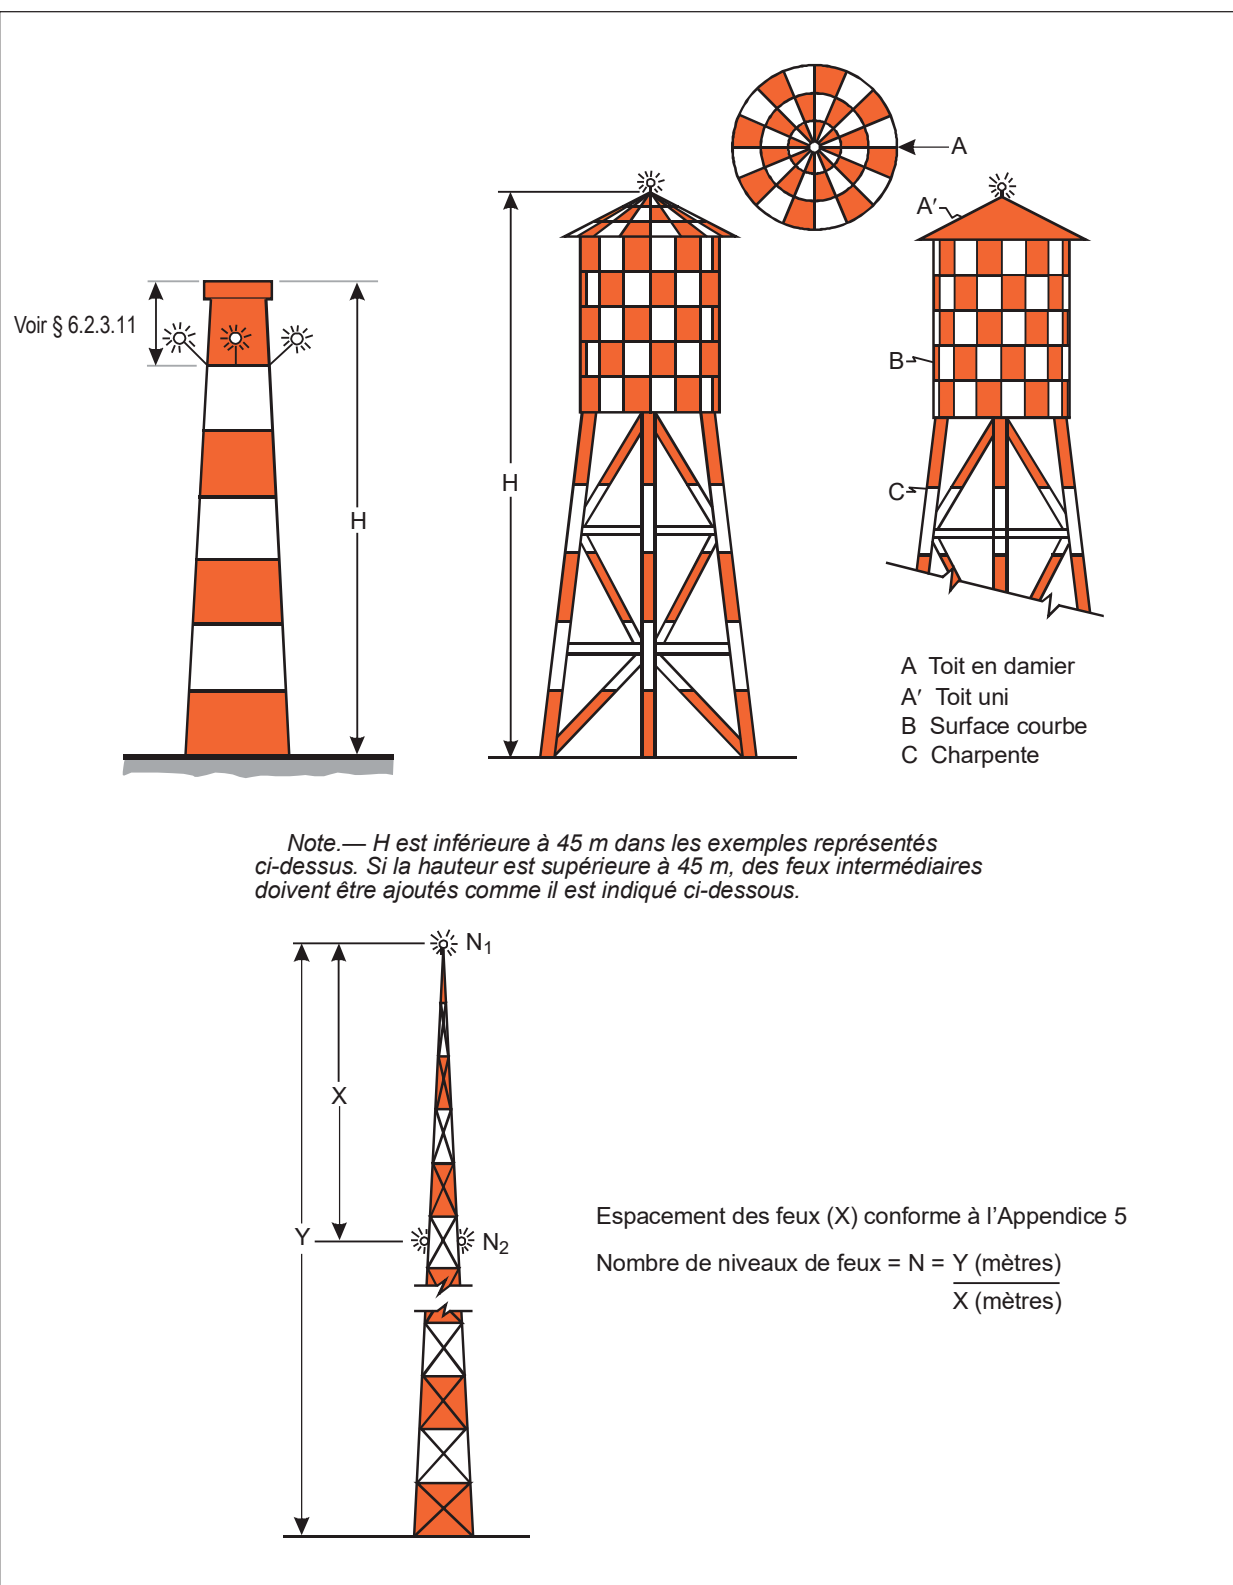 A
A′
Voir § 6.2.3.11
B
H
C
H
A Toit en damier
A′ Toit uni
B Surface courbe
C Charpente
Note.— H est inférieure à 45 m dans les exemples représentés
ci-dessus. Si la hauteur est supérieure à 45 m, des feux intermédiaires
doivent être ajoutés comme il est indiqué ci-dessous.
N1
X
Y
N2
Espacement des feux (X) conforme à l’Appendice 5
Nombre de niveaux de feux = N = Y (mètres)
X (mètres)